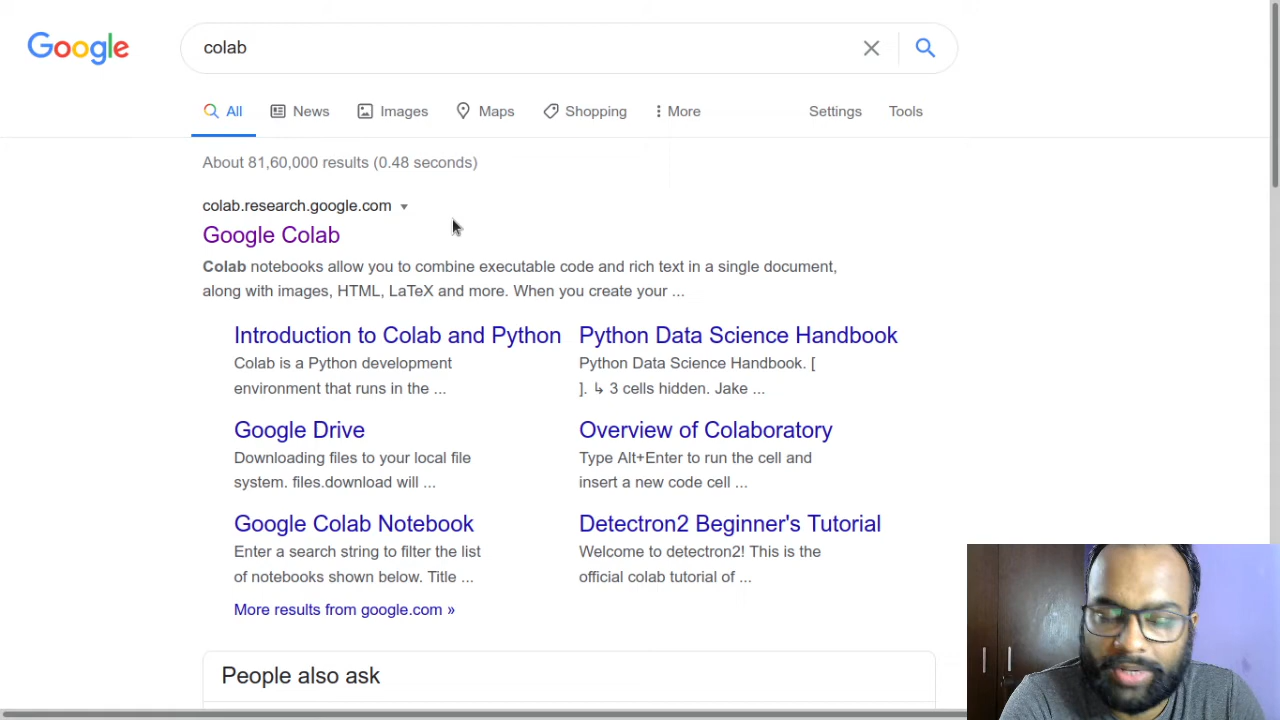 Google
colab
All
News
Images
Maps
Shopping
More
Settings
Tools
About 81,60,000 results (0.48 seconds)
colab.research.google.com
Google Colab
Colab notebooks allow you to combine executable code and rich text in a single document,
along with images, HTML, LaTeX and more. When you create your ...
Introduction to Colab and Python
Colab is a Python development
environment that runs in the ...
Python Data Science Handbook
Python Data Science Handbook. [
]. ↳ 3 cells hidden. Jake ...
Google Drive
Downloading files to your local file
system. files.download will ...
Overview of Colaboratory
Type Alt+Enter to run the cell and
insert a new code cell ...
Google Colab Notebook
Enter a search string to filter the list
of notebooks shown below. Title ...
Detectron2 Beginner's Tutorial
Welcome to detectron2! This is the
official colab tutorial of ...
More results from google.com »
People also ask